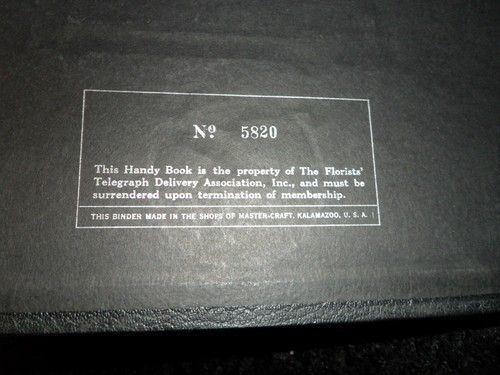 Nº 5820
This Handy Book is the property of The Florists'
Telegraph Delivery Association, Inc., and must be
surrendered upon termination of membership.
THIS BINDER MADE IN THE SHOPS OF MASTER-CRAFT, KALAMAZOO, U. S. A.